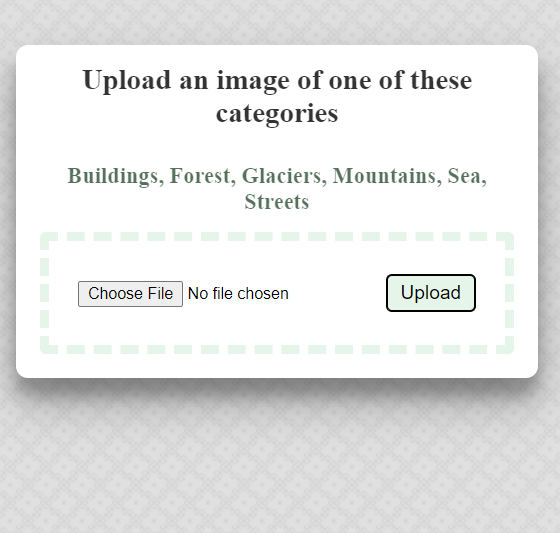 Upload an image of one of these
categories
Buildings, Forest, Glaciers, Mountains, Sea,
Streets
Choose File No file chosen
Upload